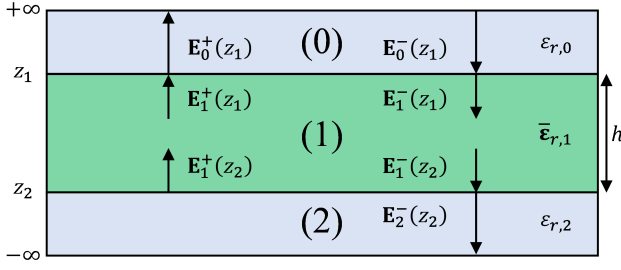 +∞
(0)
E₀⁺(z₁)
E₀⁻(z₁)
ε_{r,0}
z₁
E₁⁺(z₁)
E₁⁻(z₁)
(1)
ε̄_{r,1}
h
E₁⁺(z₂)
E₁⁻(z₂)
z₂
(2)
E₂⁻(z₂)
ε_{r,2}
−∞